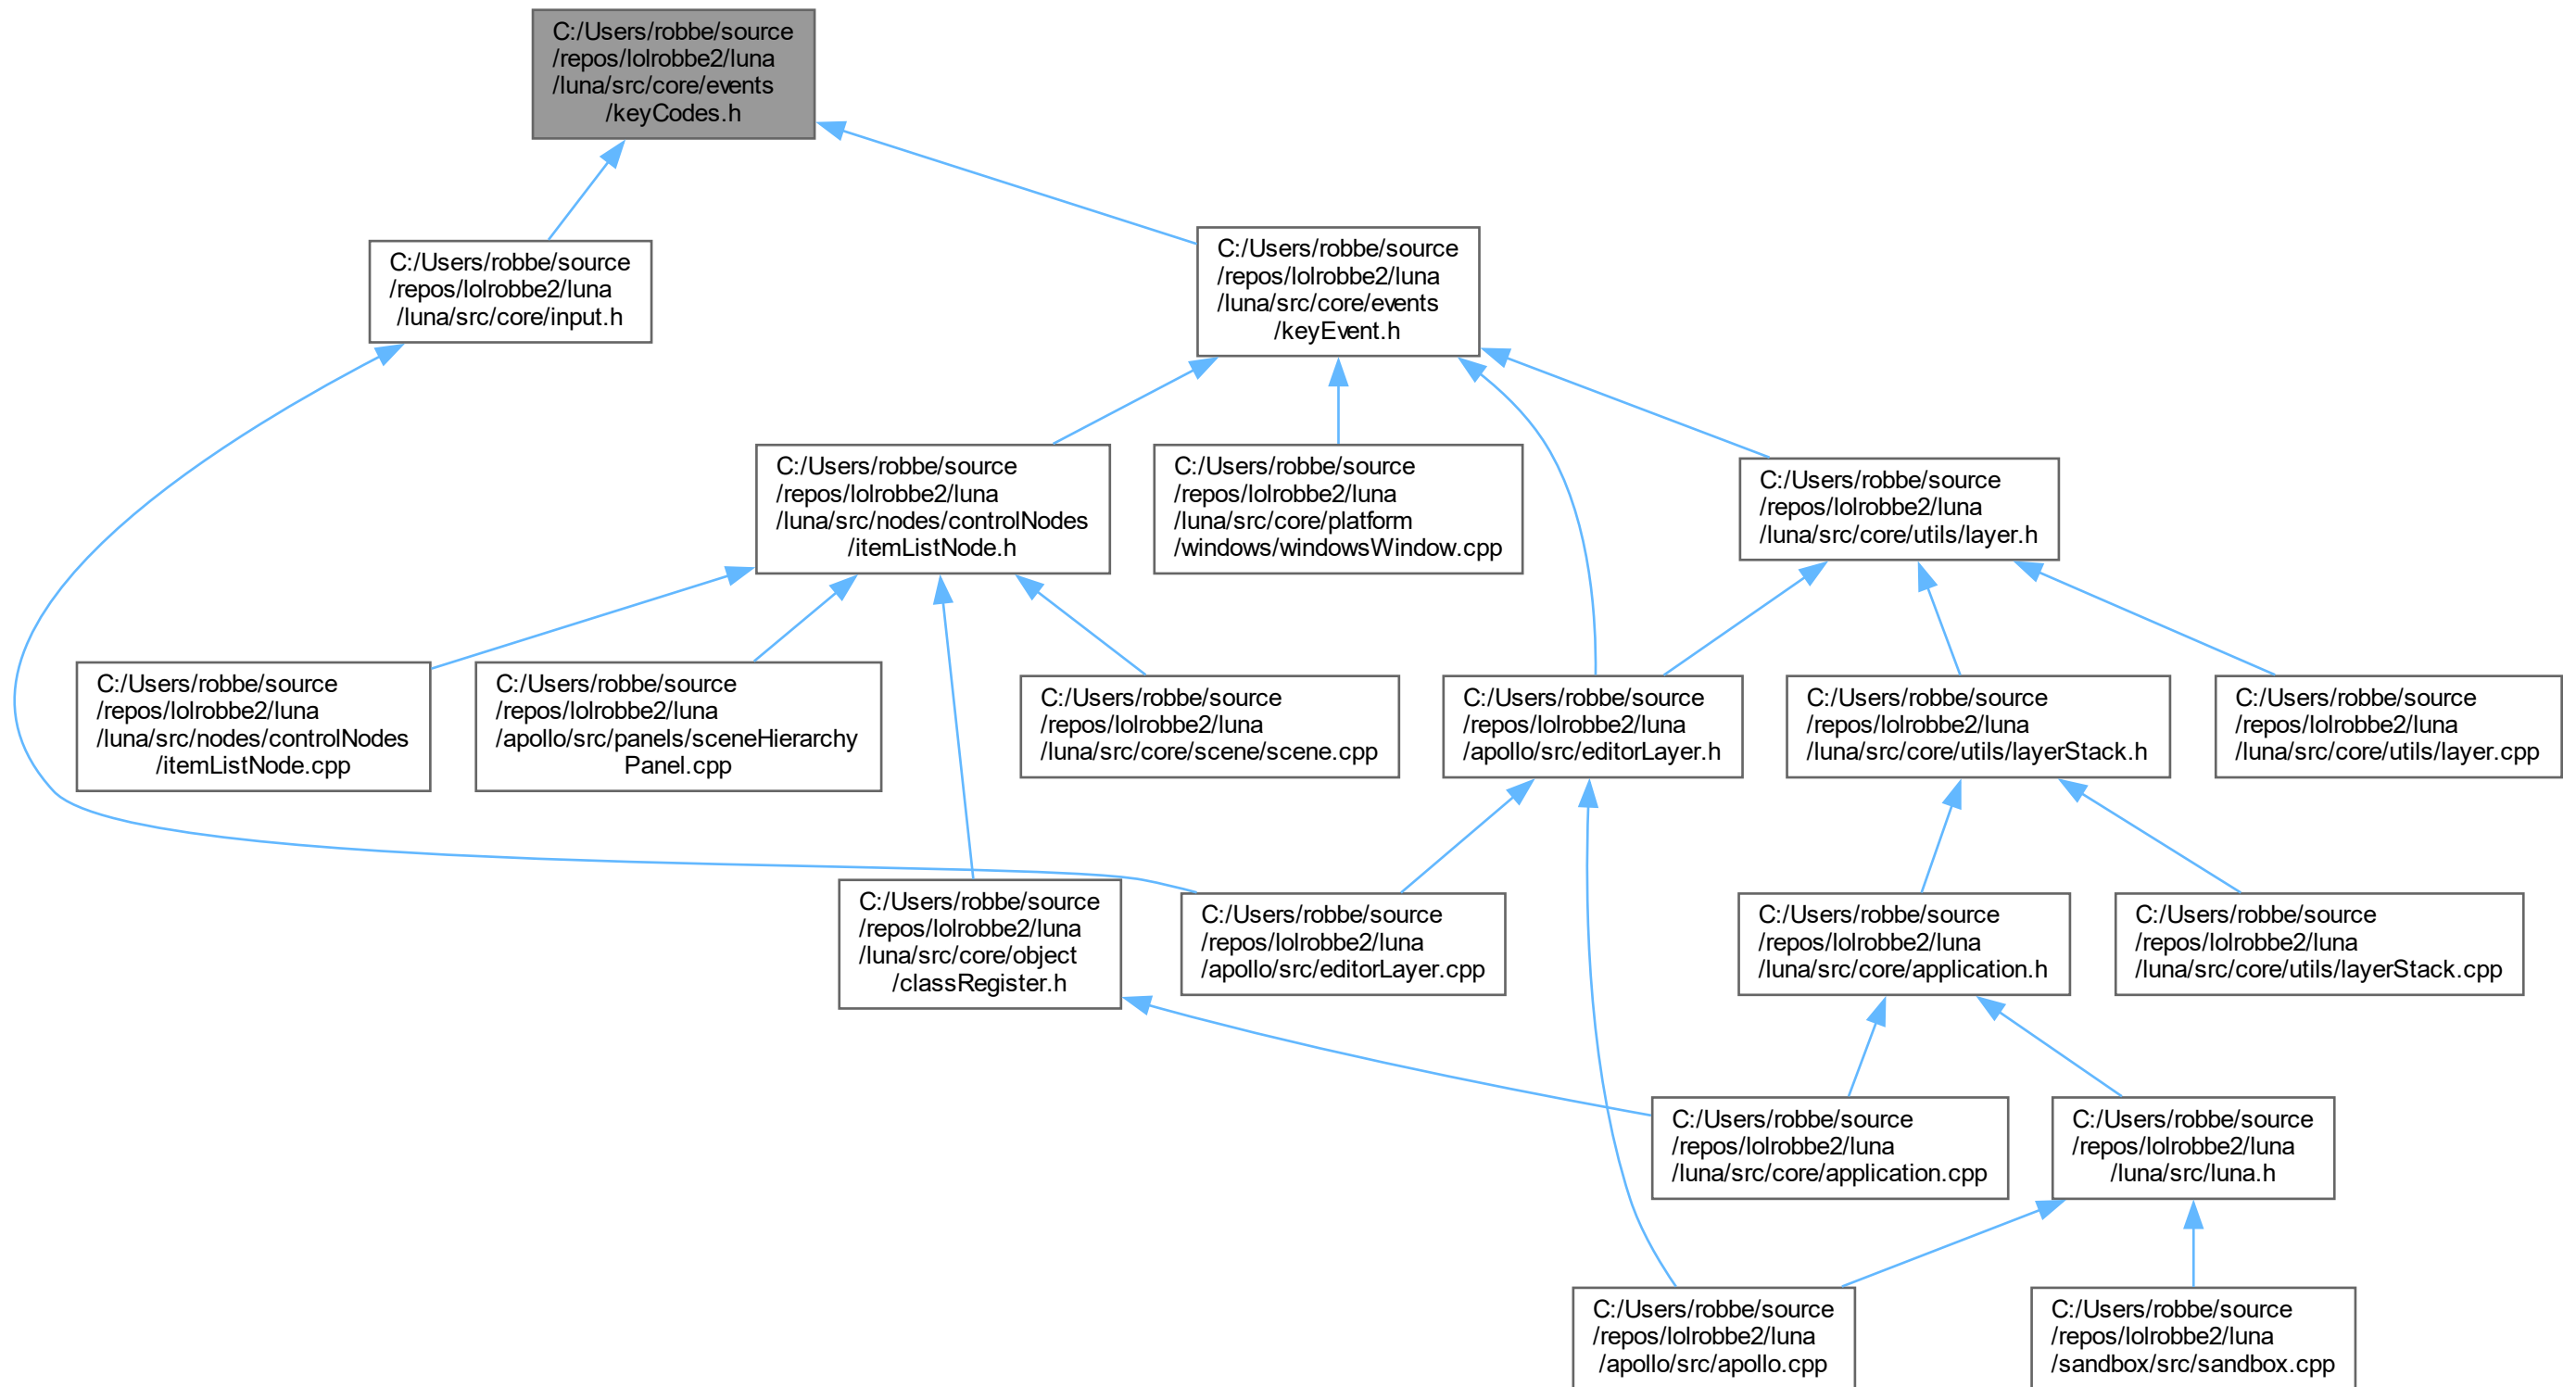 C:/Users/robbe/source
/repos/lolrobbe2/luna
/luna/src/core/events
/keyCodes.h
C:/Users/robbe/source
/repos/lolrobbe2/luna
/luna/src/core/input.h
C:/Users/robbe/source
/repos/lolrobbe2/luna
/luna/src/core/events
/keyEvent.h
C:/Users/robbe/source
/repos/lolrobbe2/luna
/luna/src/nodes/controlNodes
/itemListNode.h
C:/Users/robbe/source
/repos/lolrobbe2/luna
/luna/src/core/platform
/windows/windowsWindow.cpp
C:/Users/robbe/source
/repos/lolrobbe2/luna
/luna/src/core/utils/layer.h
C:/Users/robbe/source
/repos/lolrobbe2/luna
/luna/src/nodes/controlNodes
/itemListNode.cpp
C:/Users/robbe/source
/repos/lolrobbe2/luna
/apollo/src/panels/sceneHierarchy
Panel.cpp
C:/Users/robbe/source
/repos/lolrobbe2/luna
/luna/src/core/scene/scene.cpp
C:/Users/robbe/source
/repos/lolrobbe2/luna
/apollo/src/editorLayer.h
C:/Users/robbe/source
/repos/lolrobbe2/luna
/luna/src/core/utils/layerStack.h
C:/Users/robbe/source
/repos/lolrobbe2/luna
/luna/src/core/utils/layer.cpp
C:/Users/robbe/source
/repos/lolrobbe2/luna
/luna/src/core/object
/classRegister.h
C:/Users/robbe/source
/repos/lolrobbe2/luna
/apollo/src/editorLayer.cpp
C:/Users/robbe/source
/repos/lolrobbe2/luna
/luna/src/core/application.h
C:/Users/robbe/source
/repos/lolrobbe2/luna
/luna/src/core/utils/layerStack.cpp
C:/Users/robbe/source
/repos/lolrobbe2/luna
/luna/src/core/application.cpp
C:/Users/robbe/source
/repos/lolrobbe2/luna
/luna/src/luna.h
C:/Users/robbe/source
/repos/lolrobbe2/luna
/apollo/src/apollo.cpp
C:/Users/robbe/source
/repos/lolrobbe2/luna
/sandbox/src/sandbox.cpp